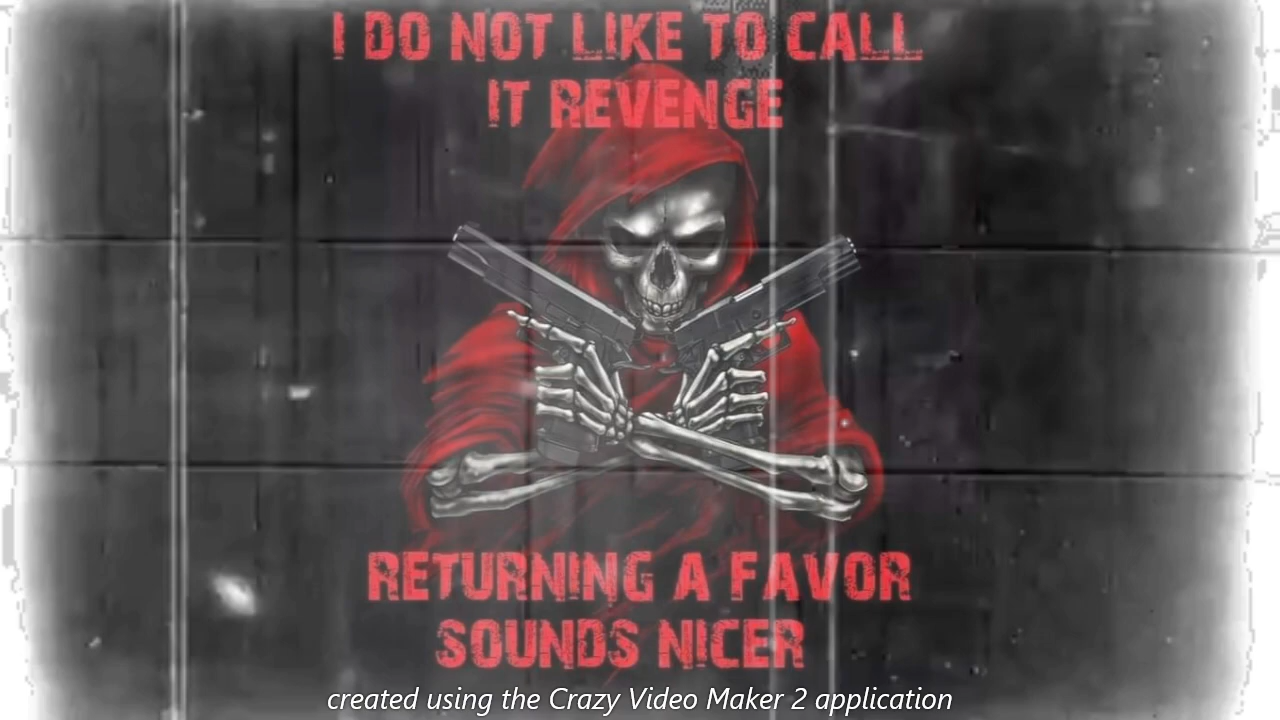 I DO NOT LIKE TO CALL
IT REVENGE
RETURNING A FAVOR
SOUNDS NICER
created using the Crazy Video Maker 2 application